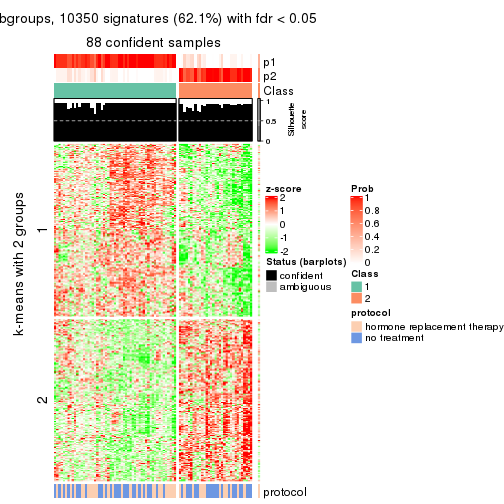 bgroups, 10350 signatures (62.1%) with fdr < 0.05
88 confident samples
p1
p2
Class
1
0.5
0
Silhouette
score
k-means with 2 groups
1
2
z-score
2
1
0
-1
-2
Status (barplots)
confident
ambiguous
Prob
1
0.8
0.6
0.4
0.2
0
Class
1
2
protocol
hormone replacement therapy
no treatment
protocol